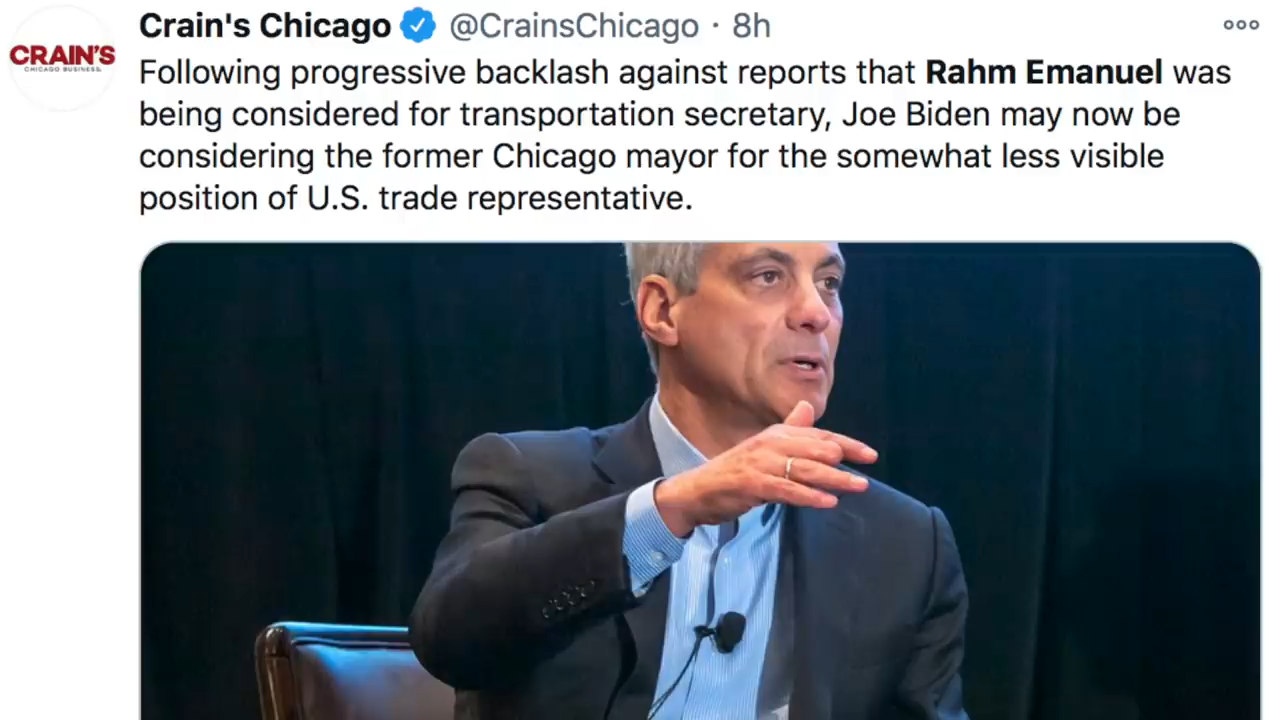 Crain's Chicago @CrainsChicago · 8h
CRAIN'S
CHICAGO BUSINESS.
Following progressive backlash against reports that Rahm Emanuel was
being considered for transportation secretary, Joe Biden may now be
considering the former Chicago mayor for the somewhat less visible
position of U.S. trade representative.